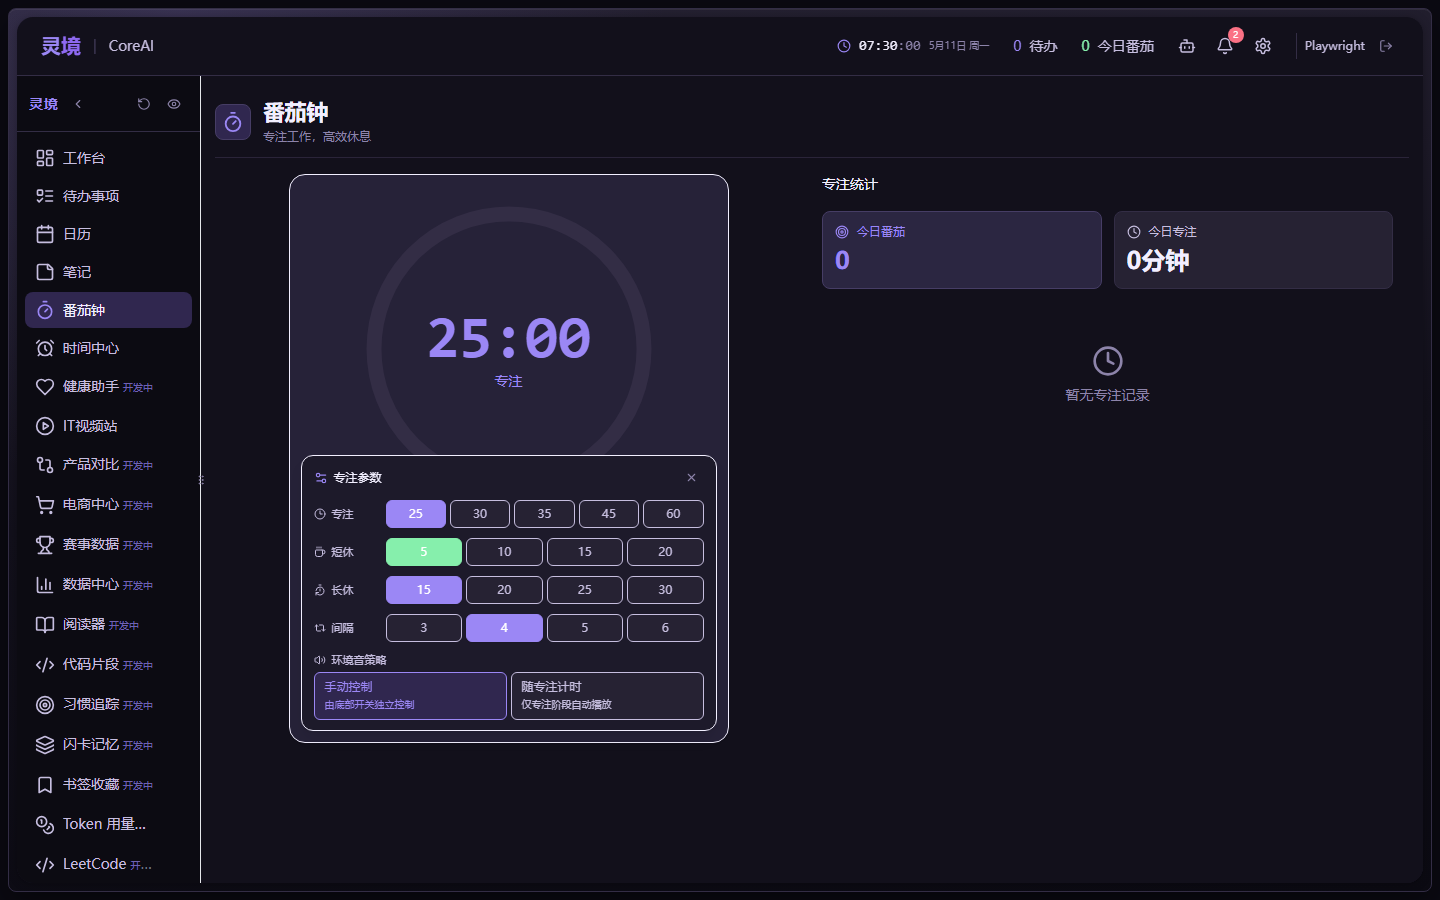 灵境 | CoreAI
07:30:00 5月11日 周一
0 待办
0 今日番茄
2
Playwright
灵境
工作台
待办事项
日历
笔记
番茄钟
时间中心
健康助手 开发中
IT视频站
产品对比 开发中
电商中心 开发中
赛事数据 开发中
数据中心 开发中
阅读器 开发中
代码片段 开发中
习惯追踪 开发中
闪卡记忆 开发中
书签收藏 开发中
Token 用量...
LeetCode 开...
番茄钟
专注工作，高效休息
25:00
专注
专注参数
专注 25 30 35 45 60
短休 5 10 15 20
长休 15 20 25 30
间隔 3 4 5 6
环境音策略
手动控制
由底部开关独立控制
随专注计时
仅专注阶段自动播放
专注统计
今日番茄
0
今日专注
0分钟
暂无专注记录